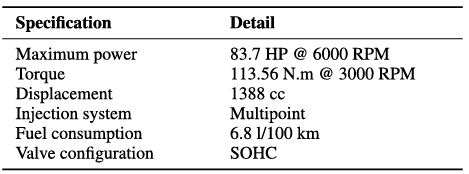 Specification Detail
Maximum power 83.7 HP @ 6000 RPM
Torque 113.56 N.m @ 3000 RPM
Displacement 1388 cc
Injection system Multipoint
Fuel consumption 6.8 l/100 km
Valve configuration SOHC